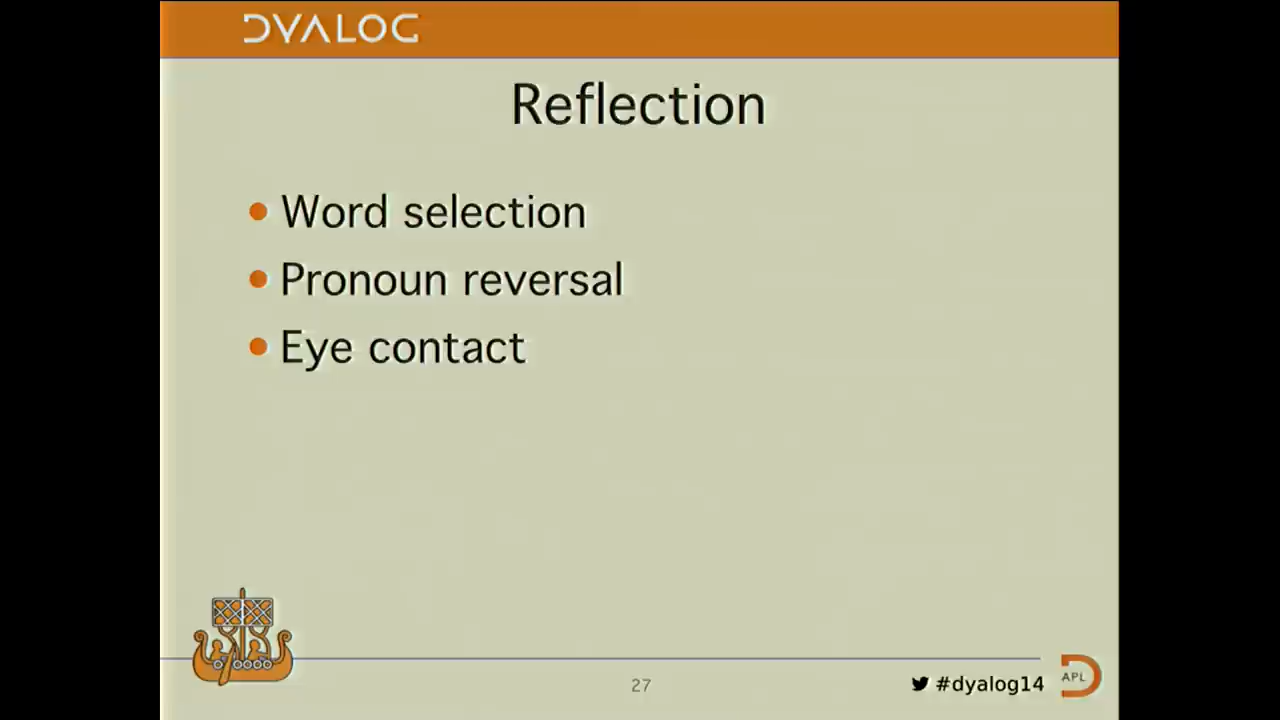 DYALOG
Reflection
Word selection
Pronoun reversal
Eye contact
27
#dyalog14
APL